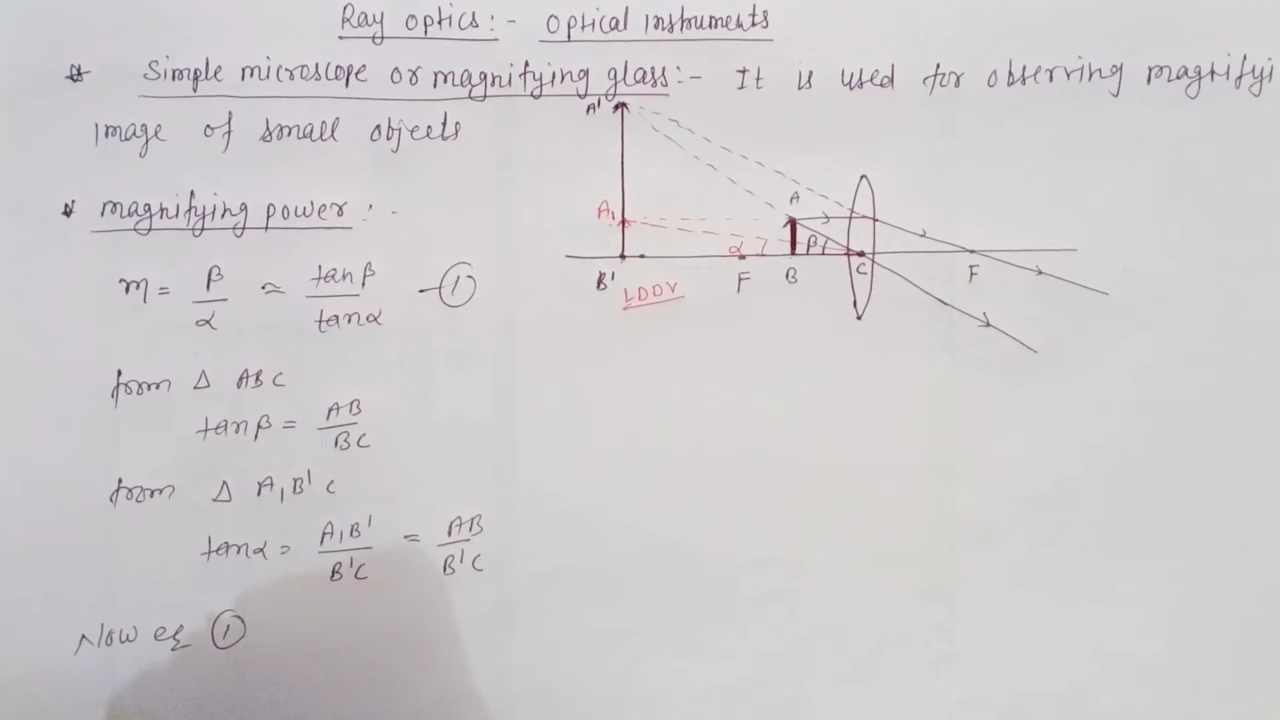 Ray optics:- Optical Instruments
* Simple microscope or magnifying glass:- It is used for observing magnifyi
image of small objects
* magnifying power:-
m = β/α ≈ tanβ/tanα —①
from Δ ABC
tanβ = AB/BC
from Δ A₁B'C
tanα = A₁B'/B'C = AB/B'C
Now eq ①
A'
A
A₁
α
β
B'
LDDV
F
B
C
F